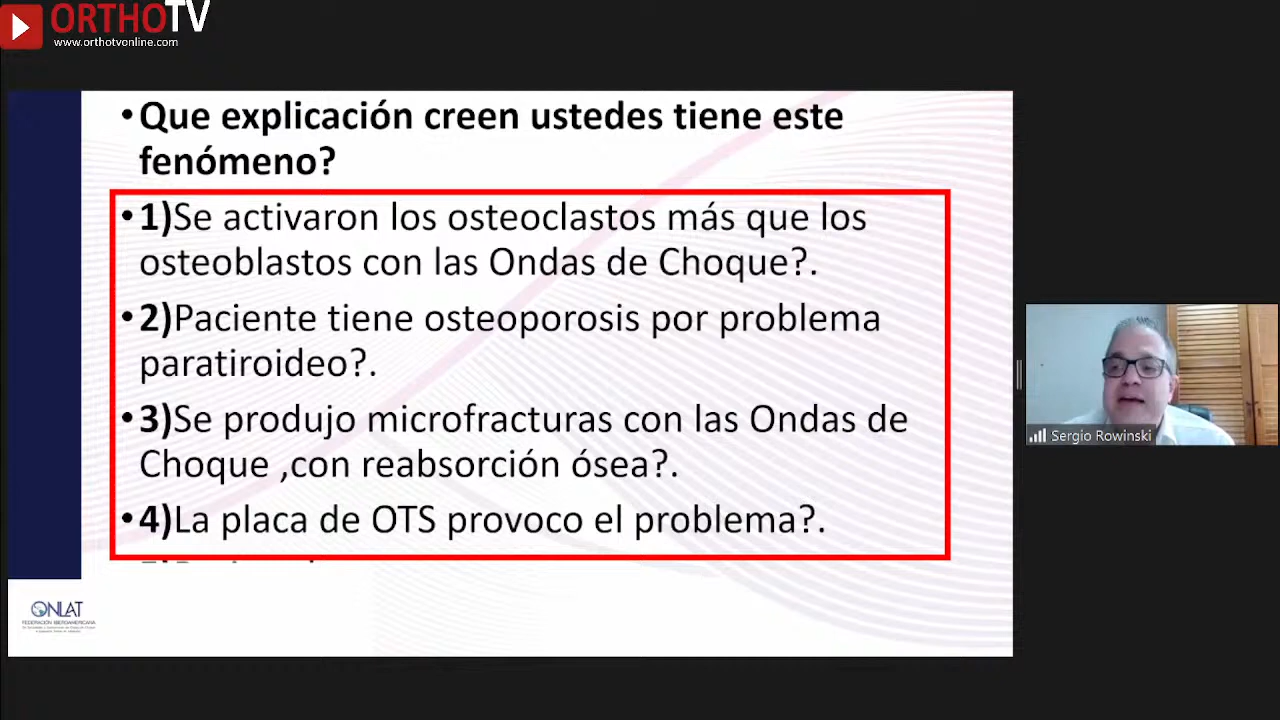 ORTHOTV
www.orthotvonline.com
• Que explicación creen ustedes tiene este
fenómeno?
• 1)Se activaron los osteoclastos más que los
osteoblastos con las Ondas de Choque?.
• 2)Paciente tiene osteoporosis por problema
paratiroideo?.
• 3)Se produjo microfracturas con las Ondas de
Choque ,con reabsorción ósea?.
• 4)La placa de OTS provoco el problema?.
ONLAT
FEDERACIÓN IBEROAMERICANA
Sergio Rowinski